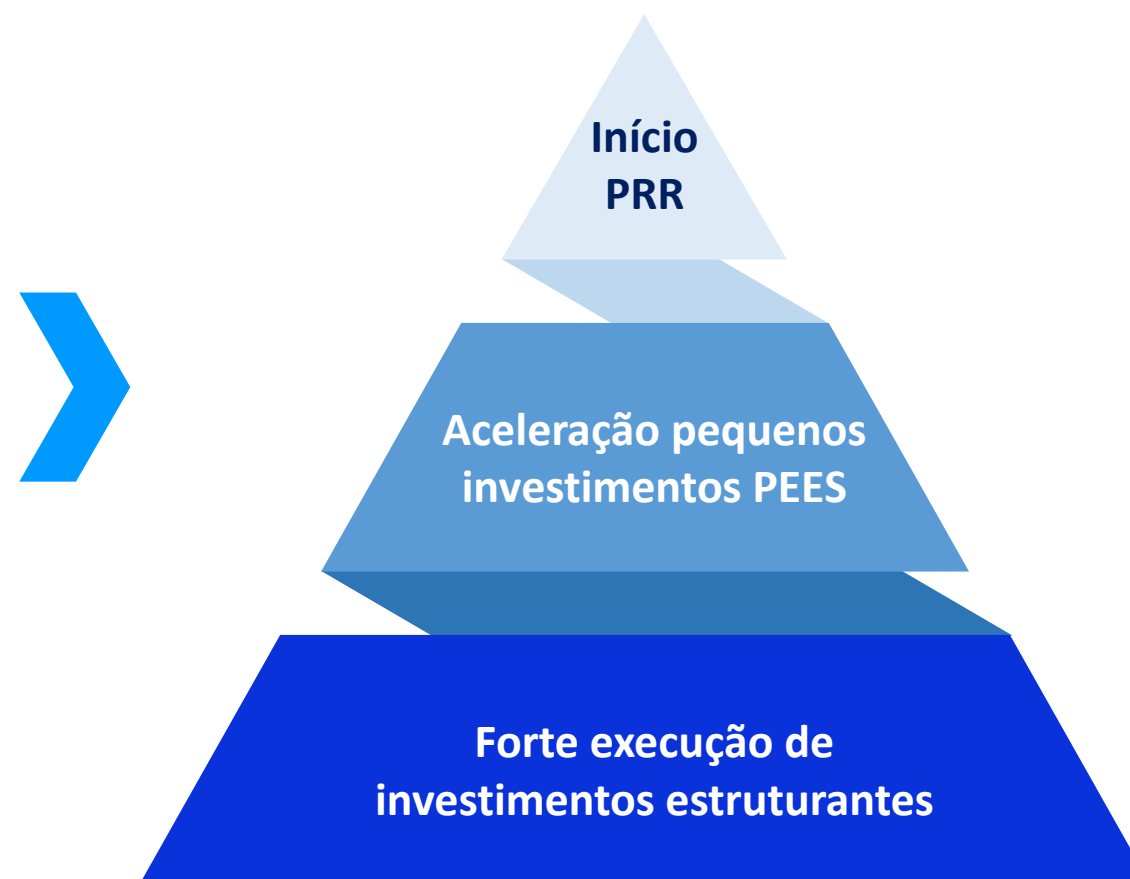 Início
PRR
Aceleração pequenos
investimentos PEES
Forte execução de
investimentos estruturantes